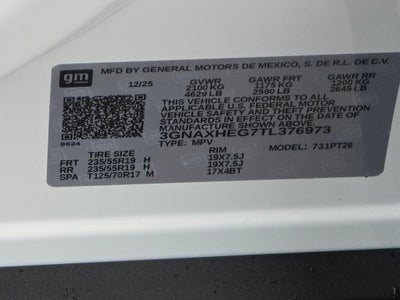 gm MFD BY GENERAL MOTORS DE MEXICO, S. DE R.L. DE C.V.
12/25 GVWR GAWR FRT GAWR RR
2100 KG 1175 KG 1200 KG
4629 LB 2590 LB 2645 LB
THIS VEHICLE CONFORMS TO ALL
APPLICABLE U.S. FEDERAL MOTOR
VEHICLE SAFETY AND THEFT PREVENTION
STANDARDS IN EFFECT ON THE DATE OF
MANUFACTURE SHOWN ABOVE.
3GNAXHEG7TL376973
8624 TYPE: MPV MODEL: 731PT26
TIRE SIZE RIM
FRT 235/55R19 H 19X7.5J
RR 235/55R19 H 19X7.5J
SPA T125/70R17 M 17X4BT